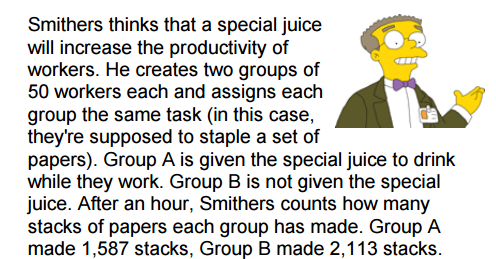 Smithers thinks that a special juice
will increase the productivity of
workers. He creates two groups of
50 workers each and assigns each
group the same task (in this case,
they're supposed to staple a set of
papers). Group A is given the special juice to drink
while they work. Group B is not given the special
juice. After an hour, Smithers counts how many
stacks of papers each group has made. Group A
made 1,587 stacks, Group B made 2,113 stacks.